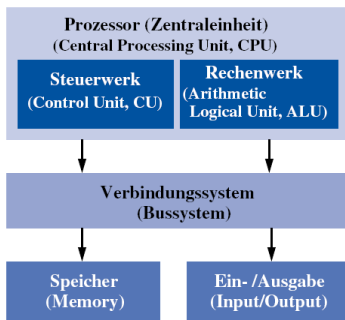 Prozessor (Zentraleinheit)
(Central Processing Unit, CPU)
Steuerwerk
(Control Unit, CU)
Rechenwerk
(Arithmetic
Logical Unit, ALU)
Verbindungssystem
(Bussystem)
Speicher
(Memory)
Ein- /Ausgabe
(Input/Output)